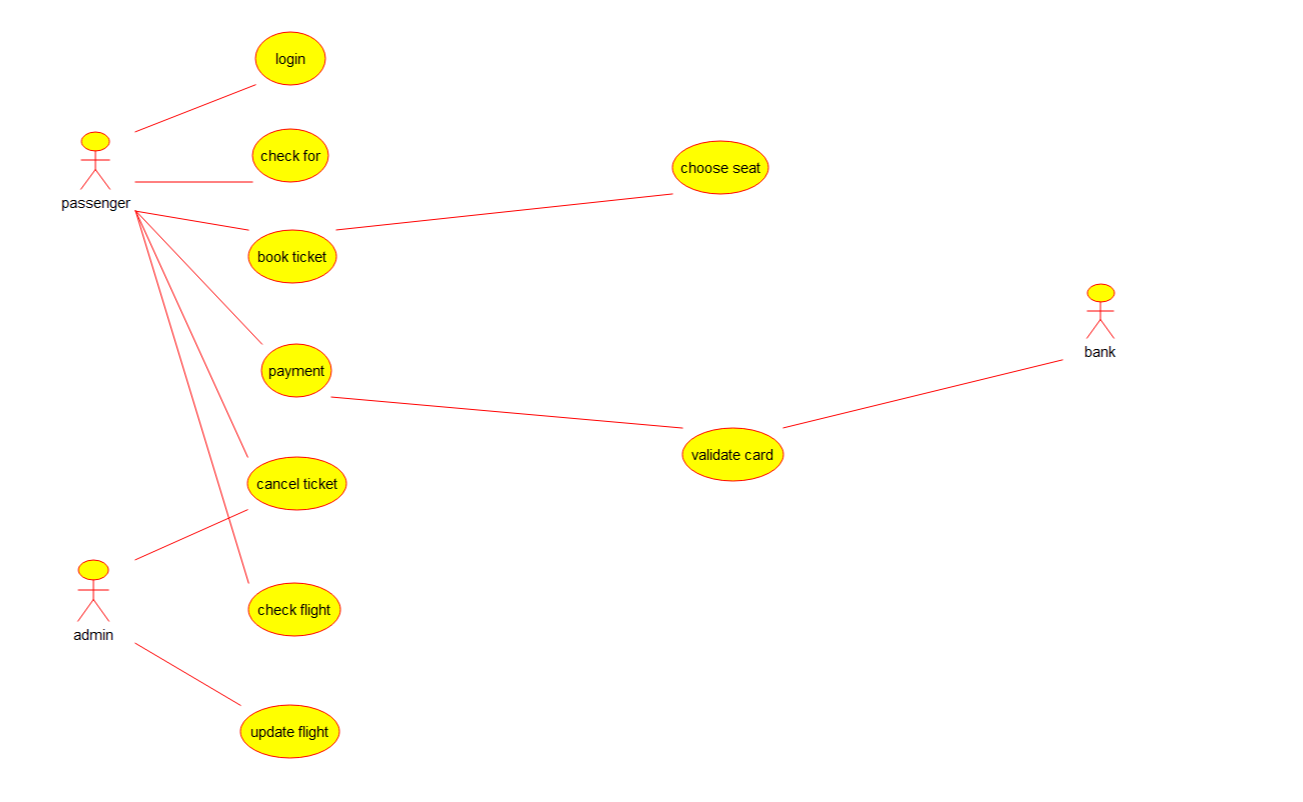 login
check for
passenger
choose seat
book ticket
bank
payment
validate card
cancel ticket
check flight
admin
update flight